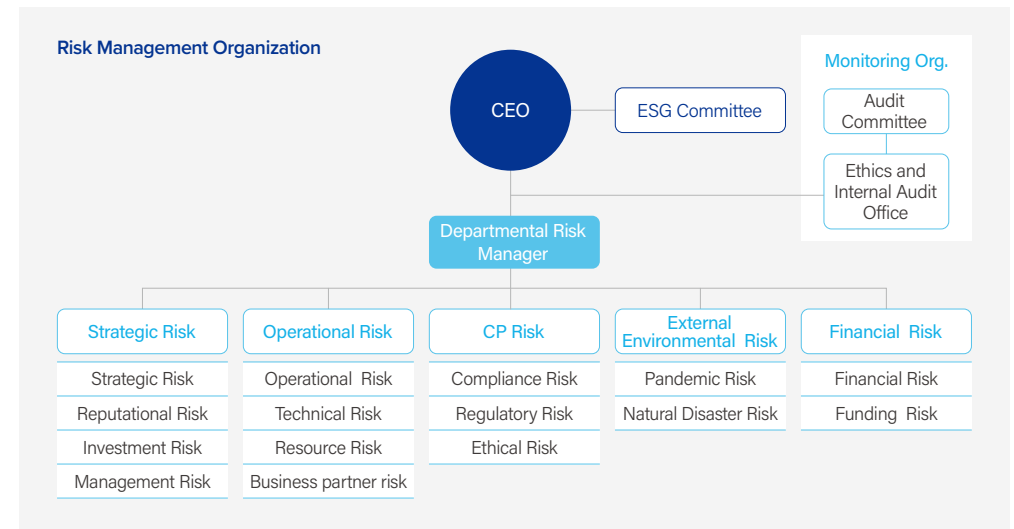 Risk Management Organization
CEO
ESG Committee
Monitoring Org.
Audit
Committee
Ethics and
Internal Audit
Office
Departmental Risk
Manager
Strategic Risk
Strategic Risk
Reputational Risk
Investment Risk
Management Risk
Operational Risk
Operational Risk
Technical Risk
Resource Risk
Business partner risk
CP Risk
Compliance Risk
Regulatory Risk
Ethical Risk
External
Environmental Risk
Pandemic Risk
Natural Disaster Risk
Financial Risk
Financial Risk
Funding Risk